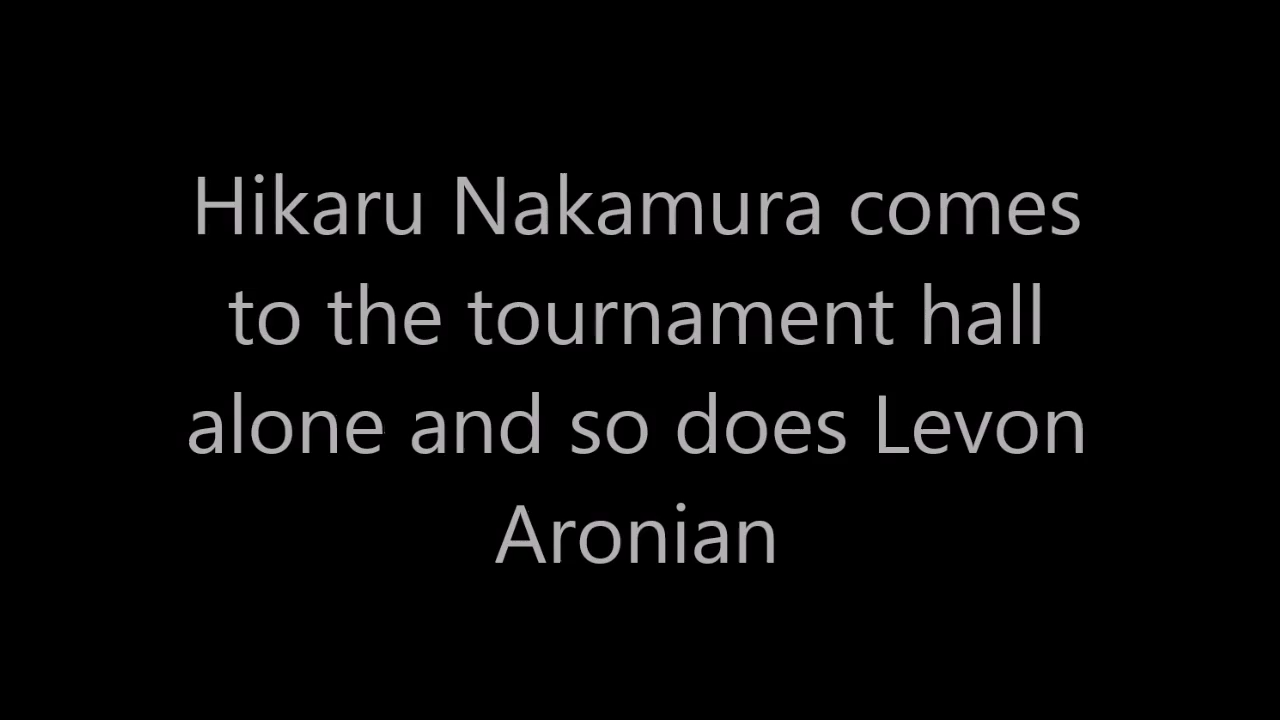 Hikaru Nakamura comes
to the tournament hall
alone and so does Levon
Aronian